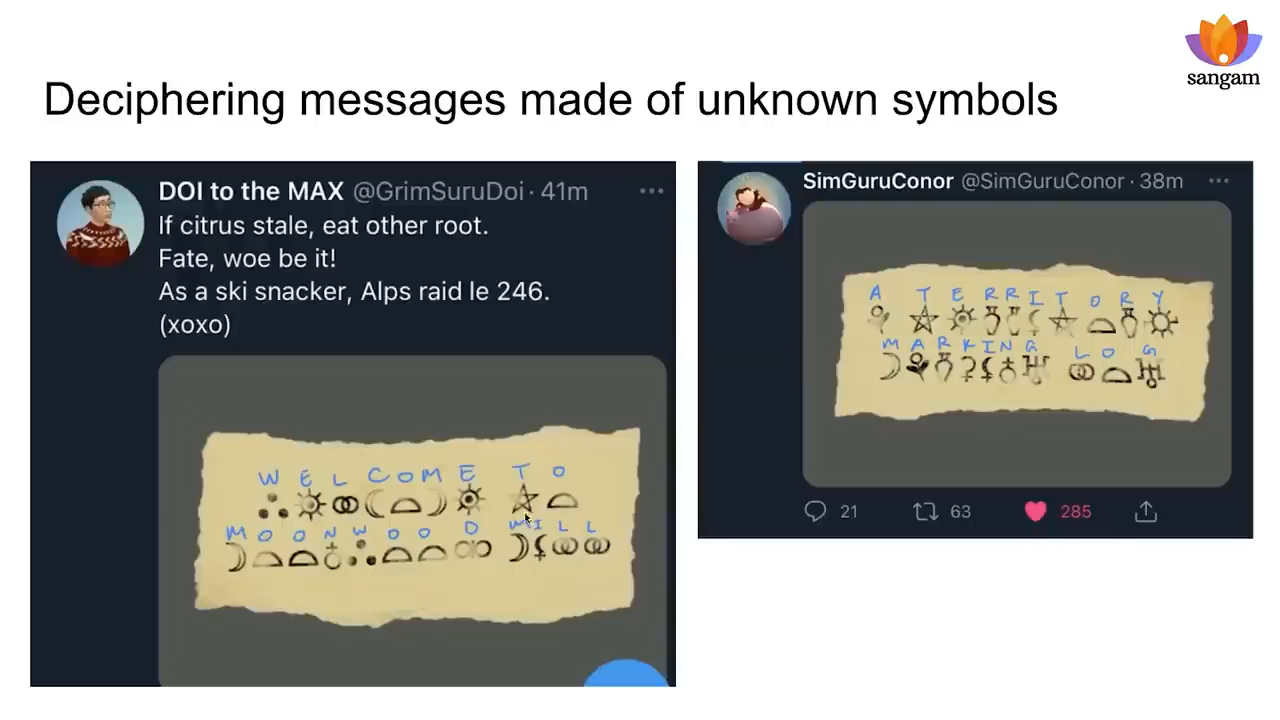 sangam
Deciphering messages made of unknown symbols
DOI to the MAX @GrimSuruDoi · 41m
If citrus stale, eat other root.
Fate, woe be it!
As a ski snacker, Alps raid le 246.
(xoxo)
WELCOME TO
MOONWOOD MILL
SimGuruConor @SimGuruConor · 38m
A TERRITORY
MARKING LOG
21 63 285